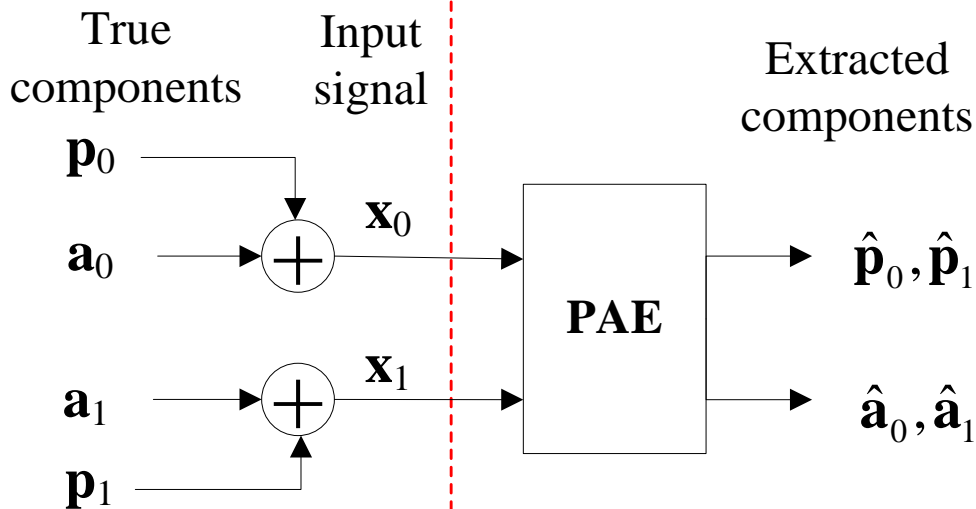 True
components
Input
signal
Extracted
components
p₀
a₀
x₀
PAE
p̂₀, p̂₁
a₁
x₁
â₀, â₁
p₁